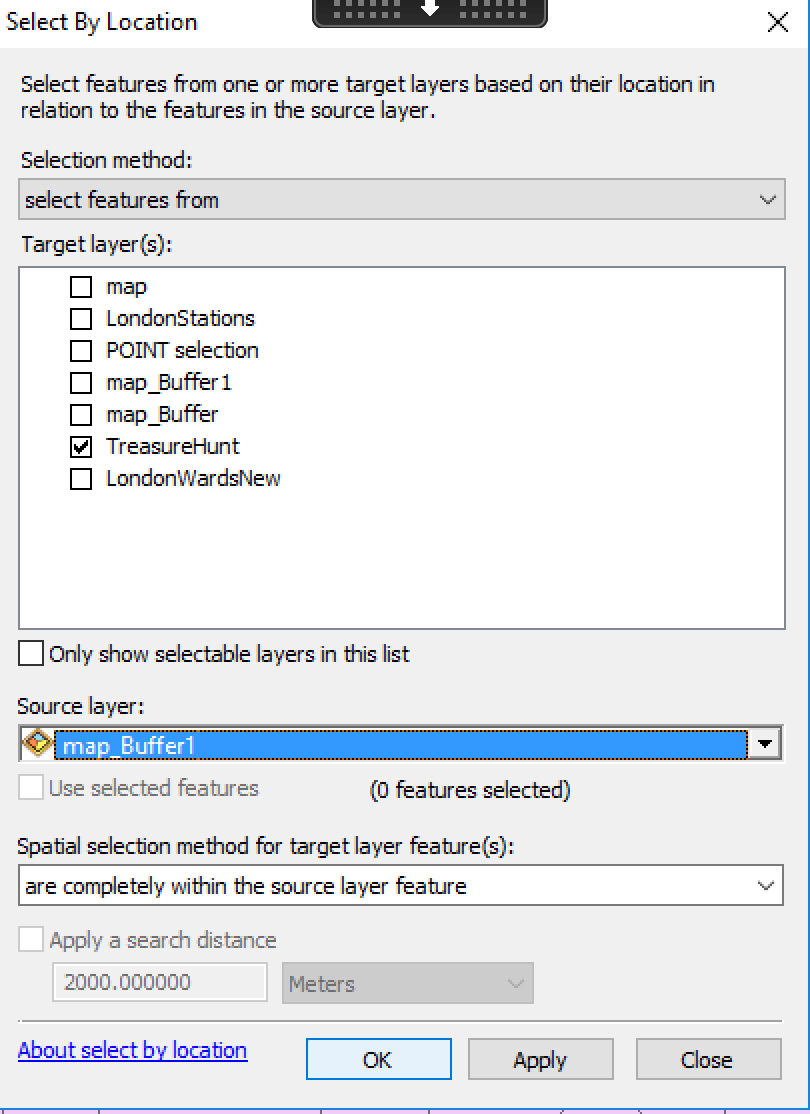 Select By Location
Select features from one or more target layers based on their location in
relation to the features in the source layer.
Selection method:
select features from
Target layer(s):
map
LondonStations
POINT selection
map_Buffer1
map_Buffer
TreasureHunt
LondonWardsNew
Only show selectable layers in this list
Source layer:
map_Buffer1
Use selected features (0 features selected)
Spatial selection method for target layer feature(s):
are completely within the source layer feature
Apply a search distance
2000.000000 Meters
About select by location OK Apply Close